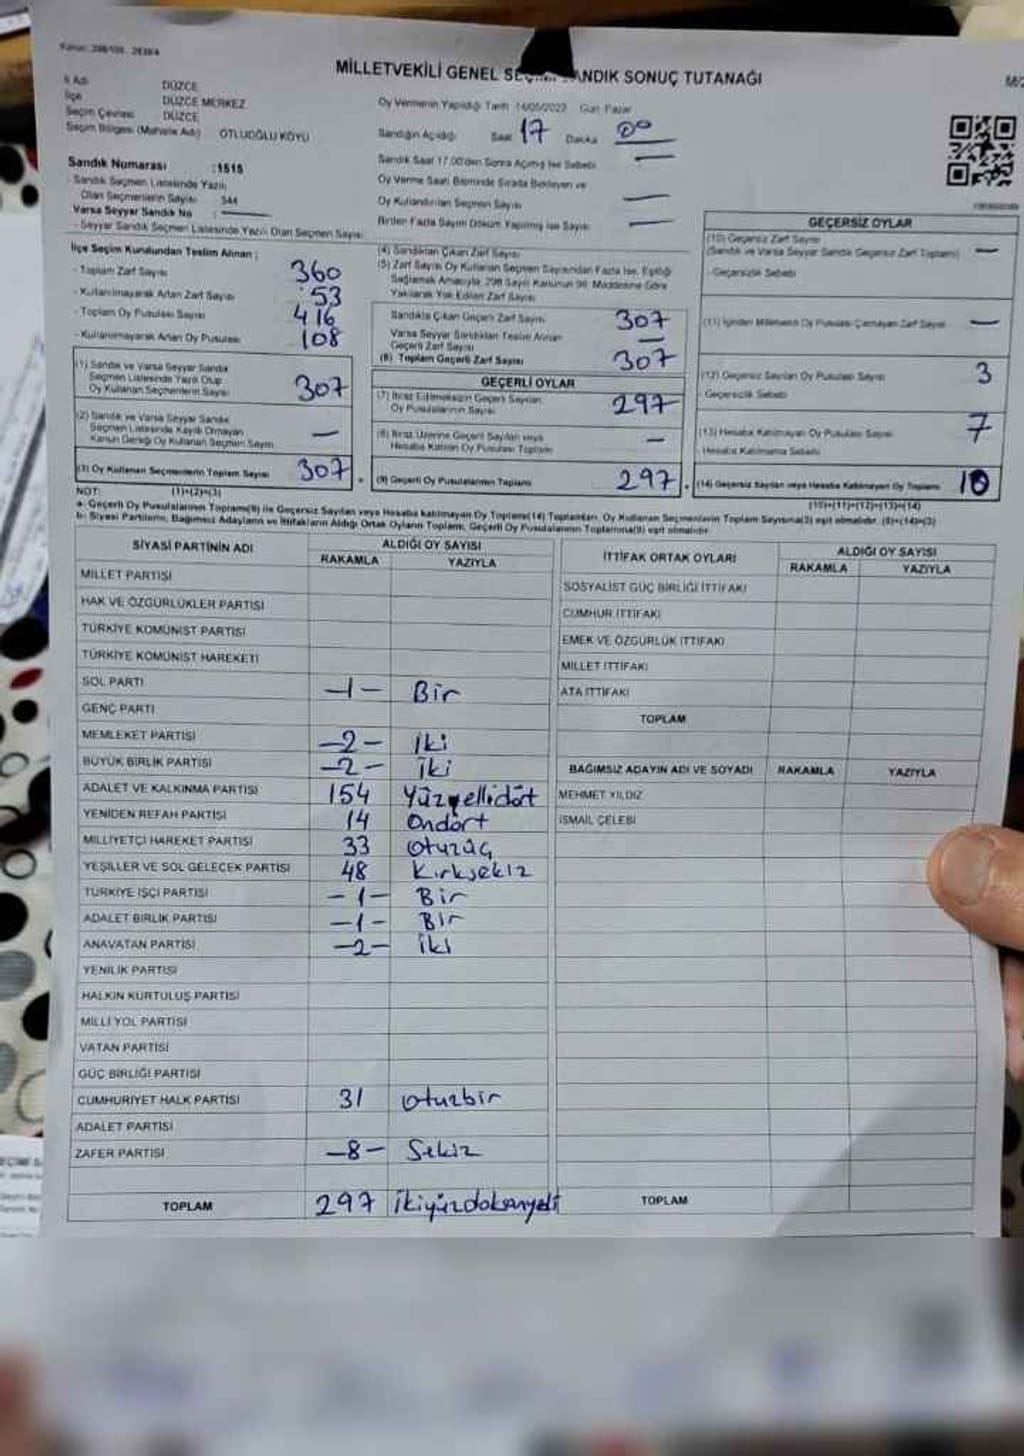 MİLLETVEKİLİ GENEL SANDIK SONUÇ TUTANAĞI
İl Adı DÜZCE
İlçe DÜZCE MERKEZ
Seçim Çevresi DÜZCE
Seçim Bölgesi (Mahalle Adı) OTLUOĞLU KÖYÜ
Oy Vermenin Yapıldığı Tarih 14/05/2023 Gün Pazar
Sandığın Açıldığı Saat 17 Dakika 00
Sandık Saat 17.00'den Sonra Açılmış İse Sebebi —
Oy Verme Saati Bitiminde Sırada Bekleyen ve
Oy Kullandırılan Seçmen Sayısı —
Birden Fazla Sayım Döküm Yapılmış İse Sayısı —
Sandık Numarası :1515
- Sandık Seçmen Listesinde Yazılı
Olan Seçmenlerin Sayısı 344
Varsa Seyyar Sandık No : —
- Seyyar Sandık Seçmen Listesinde Yazılı Olan Seçmen Sayısı
İlçe Seçim Kurulundan Teslim Alınan ;
- Toplam Zarf Sayısı 360
- Kullanılmayarak Artan Zarf Sayısı 53
- Toplam Oy Pusulası Sayısı 416
- Kullanılmayarak Artan Oy Pusulası 108
(1) Sandık ve Varsa Seyyar Sandık
Seçmen Listesinde Yazılı Olup
Oy Kullanan Seçmenlerin Sayısı 307
(2) Sandık ve Varsa Seyyar Sandık
Seçmen Listesinde Kayıtlı Olmayan
Kanun Gereği Oy Kullanan Seçmen Sayısı —
(3) Oy Kullanan Seçmenlerin Toplam Sayısı 307
(4) Sandıktan Çıkan Zarf Sayısı
(5) Zarf Sayısı Oy Kullanan Seçmen Sayısından Fazla İse, Eşitliği
Sağlamak Amacıyla, 298 Sayılı Kanunun 98. Maddesine Göre
Yakılarak Yok Edilen Zarf Sayısı
Sandıkta Çıkan Geçerli Zarf Sayısı 307
Varsa Seyyar Sandıktan Teslim Alınan
Geçerli Zarf Sayısı —
(6) Toplam Geçerli Zarf Sayısı 307
GEÇERLİ OYLAR
(7) İtiraz Edilmeksizin Geçerli Sayılan
Oy Pusulalarının Sayısı 297
(8) İtiraz Üzerine Geçerli Sayılan veya
Hesaba Katılan Oy Pusulası Toplamı —
(9) Geçerli Oy Pusulalarının Toplamı 297
GEÇERSİZ OYLAR
(10) Geçersiz Zarf Sayısı
(Sandık ve Varsa Seyyar Sandık Geçersiz Zarf Toplamı) —
- Geçersizlik Sebebi
(11) İçinden Milletvekili Oy Pusulası Çıkmayan Zarf Sayısı —
(12) Geçersiz Sayılan Oy Pusulası Sayısı 3
- Geçersizlik Sebebi
(13) Hesaba Katılmayan Oy Pusulası Sayısı 7
- Hesaba Katılmama Sebebi
(14) Geçersiz Sayılan veya Hesaba Katılmayan Oy Toplamı 10
NOT: (1)+(2)=(3) (10)+(11)+(12)+(13)=(14)
a- Geçerli Oy Pusulalarının Toplamı(9) ile Geçersiz Sayılan veya Hesaba katılmayan Oy Toplamı(14) Toplamları, Oy Kullanan Seçmenlerin Toplam Sayısına(3) eşit olmalıdır. (9)+(14)=(3)
b- Siyasi Partilerin, Bağımsız Adayların ve İttifakların Aldığı Ortak Oyların Toplamı, Geçerli Oy Pusulalarının Toplamına(9) eşit olmalıdır.
SİYASİ PARTİNİN ADI ALDIĞI OY SAYISI
RAKAMLA YAZIYLA
MİLLET PARTİSİ
HAK VE ÖZGÜRLÜKLER PARTİSİ
TÜRKİYE KOMÜNİST PARTİSİ
TÜRKİYE KOMÜNİST HAREKETİ
SOL PARTİ -1- Bir
GENÇ PARTİ
MEMLEKET PARTİSİ -2- İki
BÜYÜK BİRLİK PARTİSİ -2- İki
ADALET VE KALKINMA PARTİSİ 154 Yüzellidört
YENİDEN REFAH PARTİSİ 14 Ondört
MİLLİYETÇİ HAREKET PARTİSİ 33 Otuzüç
YEŞİLLER VE SOL GELECEK PARTİSİ 48 Kırksekiz
TÜRKİYE İŞÇİ PARTİSİ -1- Bir
ADALET BİRLİK PARTİSİ -1- Bir
ANAVATAN PARTİSİ -2- İki
YENİLİK PARTİSİ
HALKIN KURTULUŞ PARTİSİ
MİLLİ YOL PARTİSİ
VATAN PARTİSİ
GÜÇ BİRLİĞİ PARTİSİ
CUMHURİYET HALK PARTİSİ 31 Otuzbir
ADALET PARTİSİ
ZAFER PARTİSİ -8- Sekiz
TOPLAM 297 İkiyüzdoksanyedi
İTTİFAK ORTAK OYLARI ALDIĞI OY SAYISI
RAKAMLA YAZIYLA
SOSYALİST GÜÇ BİRLİĞİ İTTİFAKI
CUMHUR İTTİFAKI
EMEK VE ÖZGÜRLÜK İTTİFAKI
MİLLET İTTİFAKI
ATA İTTİFAKI
TOPLAM
BAĞIMSIZ ADAYIN ADI VE SOYADI RAKAMLA YAZIYLA
MEHMET YILDIZ
İSMAİL ÇELEBİ
TOPLAM